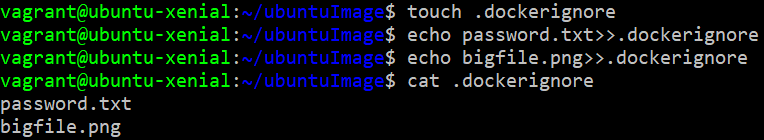 vagrant@ubuntu-xenial:~/ubuntuImage$ touch .dockerignore
vagrant@ubuntu-xenial:~/ubuntuImage$ echo password.txt>>.dockerignore
vagrant@ubuntu-xenial:~/ubuntuImage$ echo bigfile.png>>.dockerignore
vagrant@ubuntu-xenial:~/ubuntuImage$ cat .dockerignore
password.txt
bigfile.png